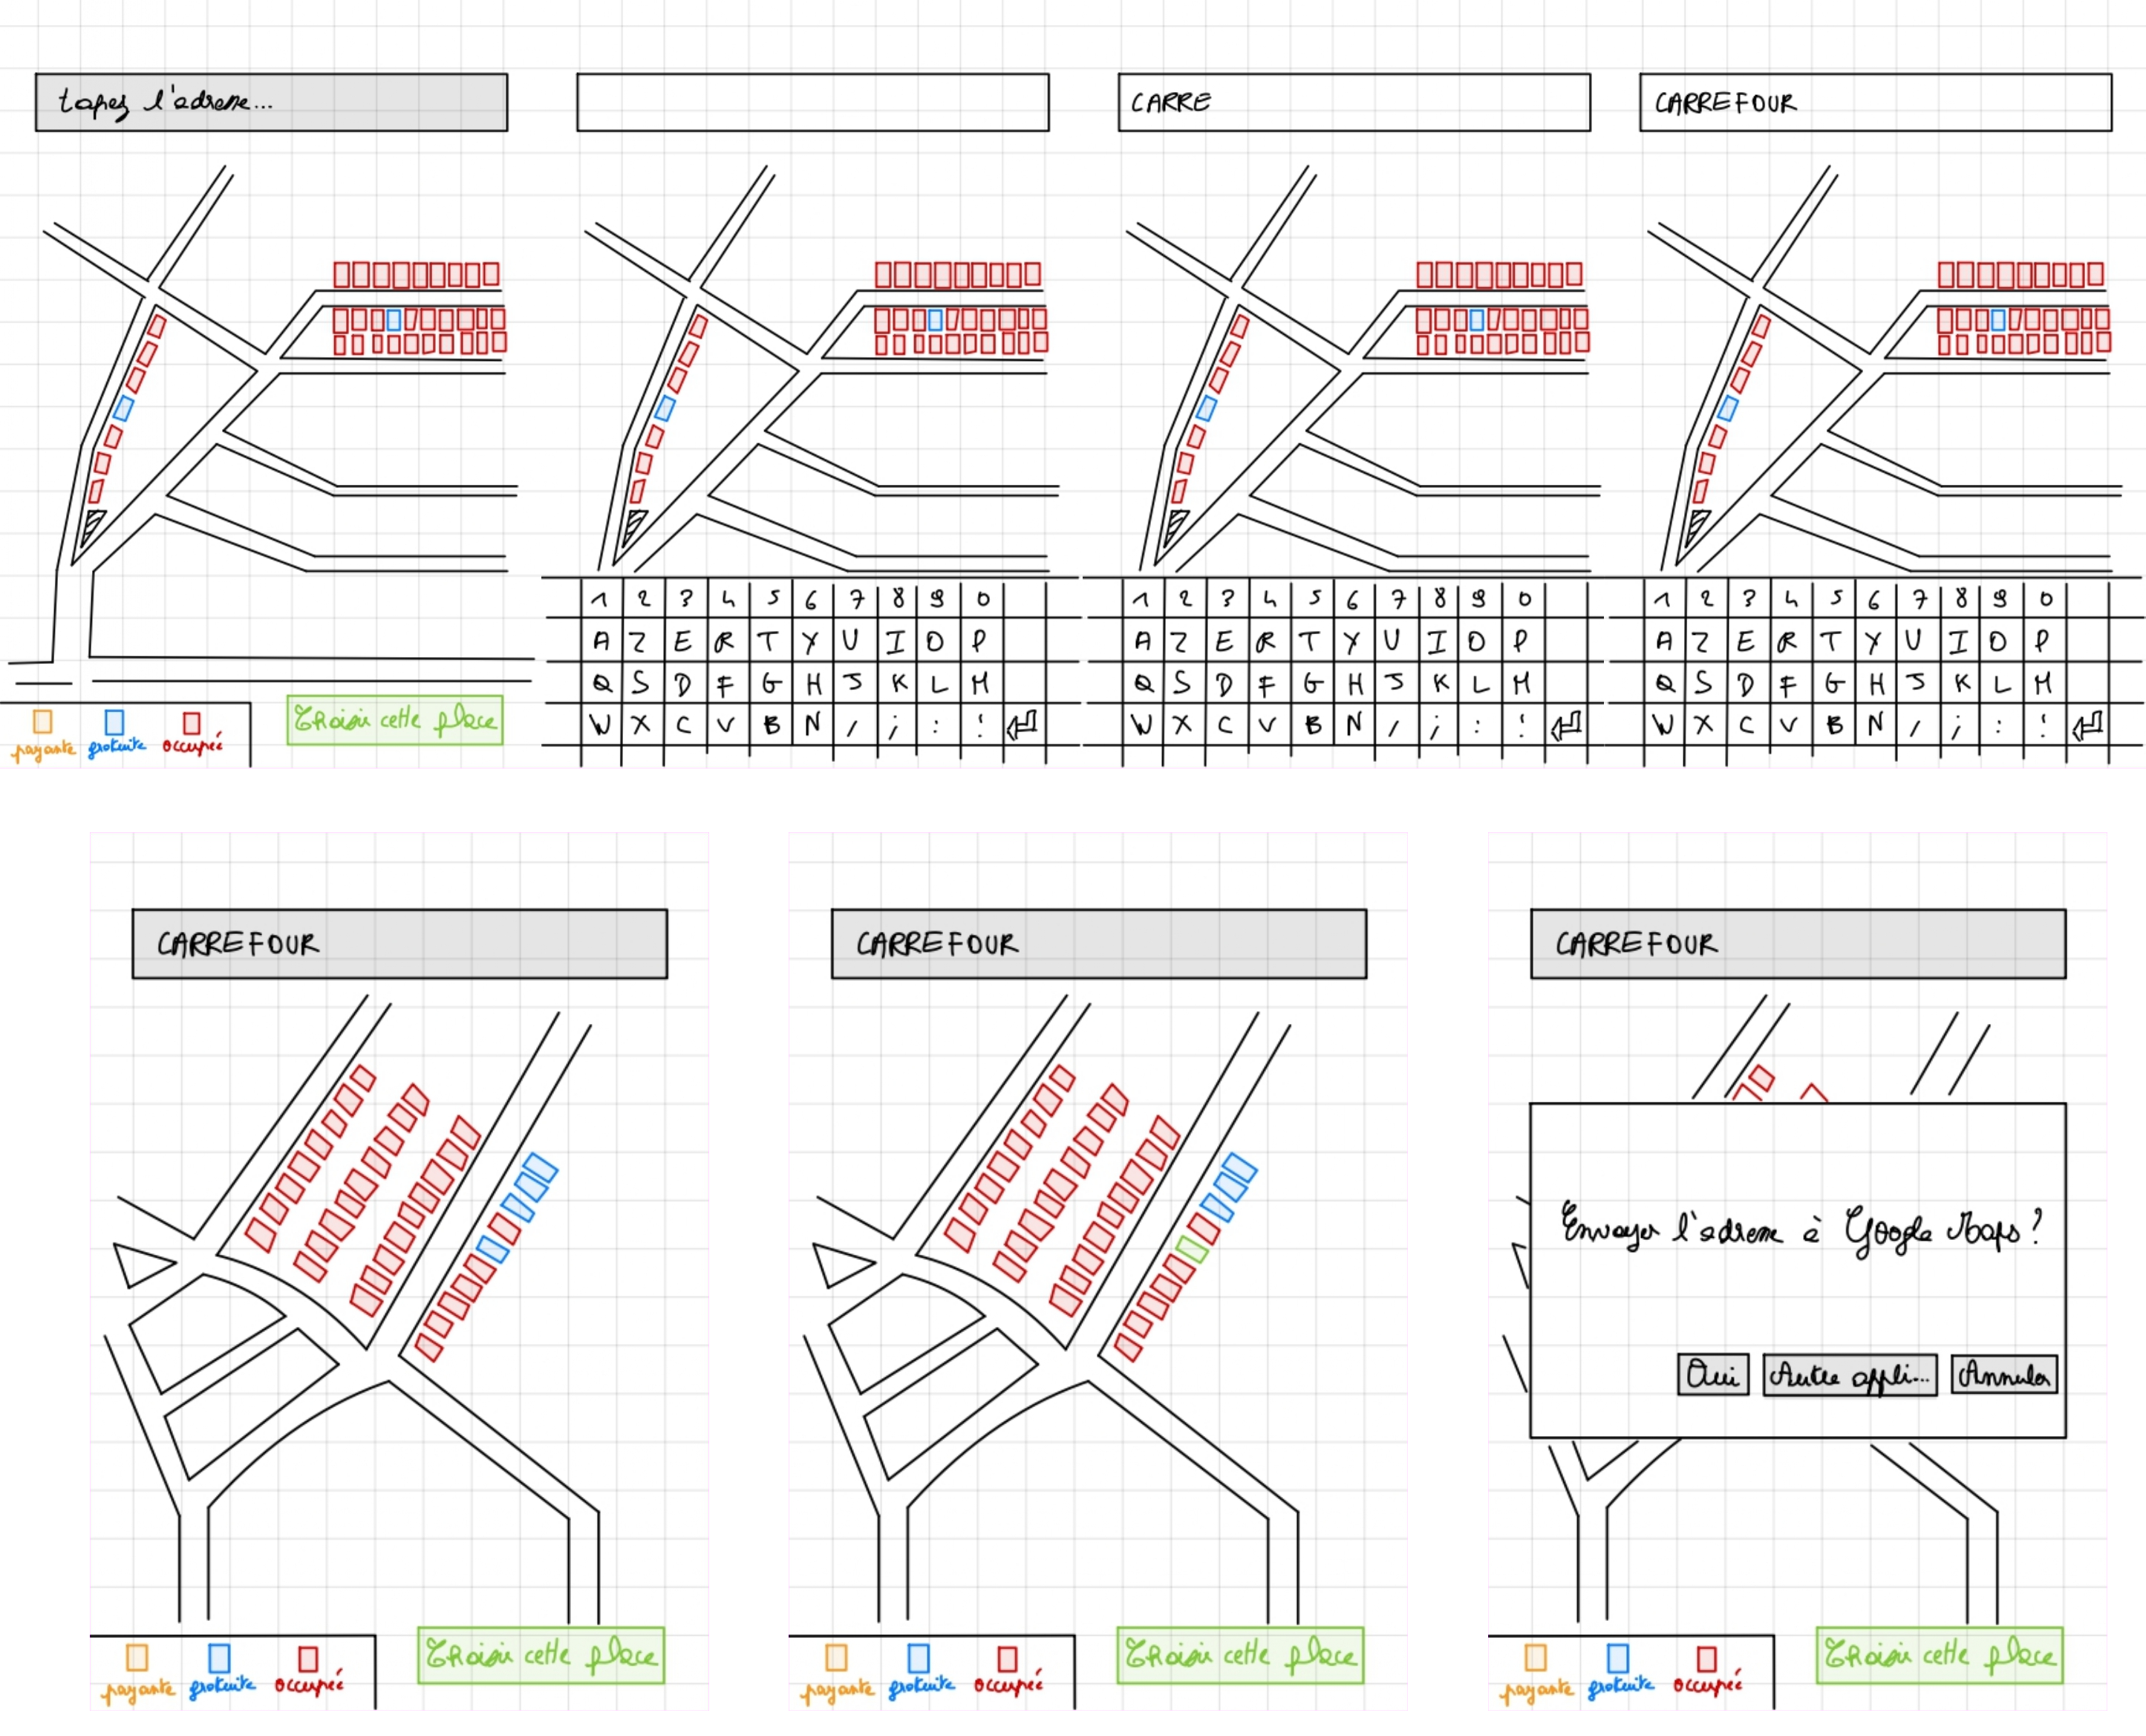 tapez l'adresse...
CARRE
CARREFOUR
1 2 3 4 5 6 7 8 9 0
A Z E R T Y U I O P
Q S D F G H J K L M
W X C V B N , ; : !
1 2 3 4 5 6 7 8 9 0
A Z E R T Y U I O P
Q S D F G H J K L M
W X C V B N , ; : !
1 2 3 4 5 6 7 8 9 0
A Z E R T Y U I O P
Q S D F G H J K L M
W X C V B N , ; : !
Choisir cette place
payante gratuite occupée
CARREFOUR
CARREFOUR
CARREFOUR
Envoyer l'adresse à Google Maps ?
Oui Autre appli... Annuler
Choisir cette place
payante gratuite occupée
Choisir cette place
payante gratuite occupée
Choisir cette place
payante gratuite occupée